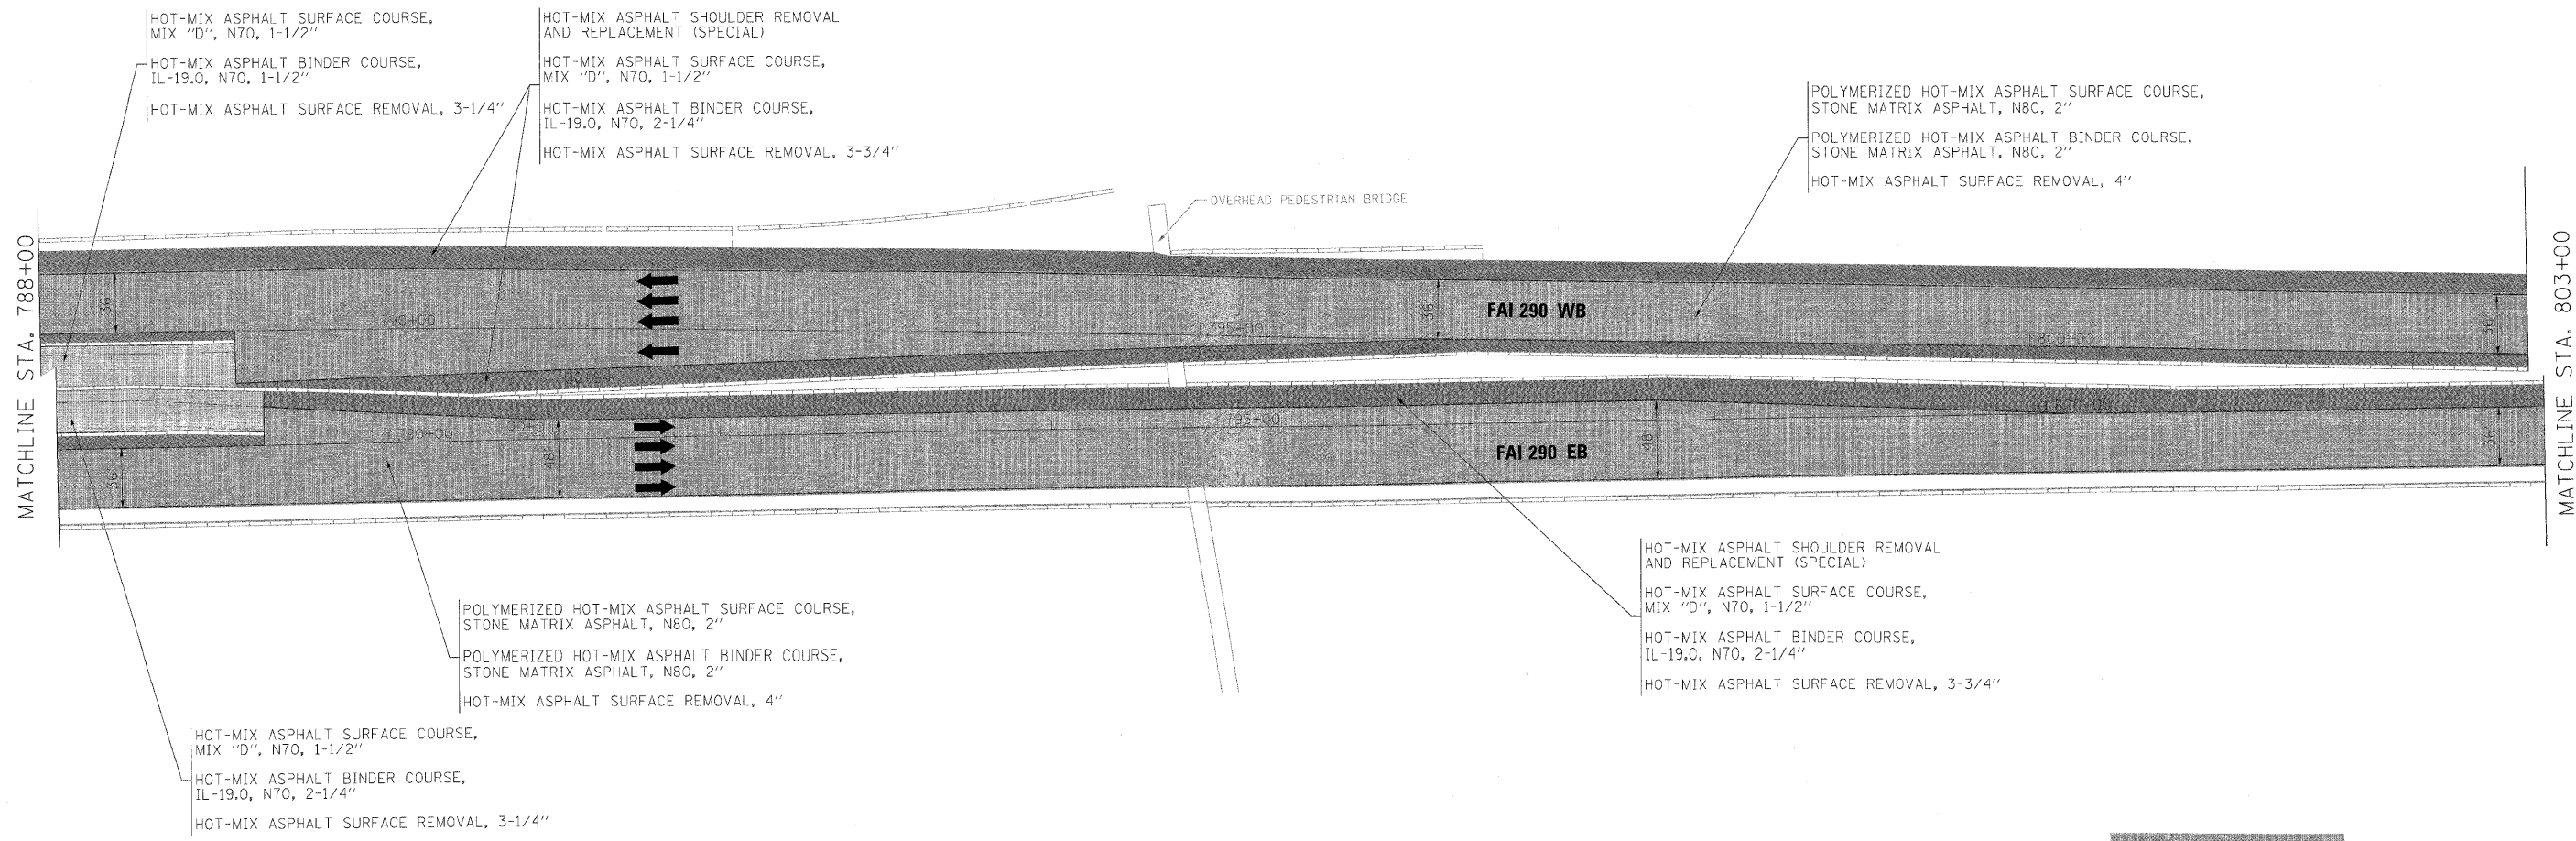 HOT-MIX ASPHALT SURFACE COURSE,
MIX "D", N70, 1-1/2"
HOT-MIX ASPHALT BINDER COURSE,
IL-19.0, N70, 1-1/2"
HOT-MIX ASPHALT SURFACE REMOVAL, 3-1/4"
HOT-MIX ASPHALT SHOULDER REMOVAL
AND REPLACEMENT (SPECIAL)
HOT-MIX ASPHALT SURFACE COURSE,
MIX "D", N70, 1-1/2"
HOT-MIX ASPHALT BINDER COURSE,
IL-19.0, N70, 2-1/4"
HOT-MIX ASPHALT SURFACE REMOVAL, 3-3/4"
POLYMERIZED HOT-MIX ASPHALT SURFACE COURSE,
STONE MATRIX ASPHALT, N80, 2"
POLYMERIZED HOT-MIX ASPHALT BINDER COURSE,
STONE MATRIX ASPHALT, N80, 2"
HOT-MIX ASPHALT SURFACE REMOVAL, 4"
OVERHEAD PEDESTRIAN BRIDGE
MATCHLINE STA. 788+00
MATCHLINE STA. 803+00
36'
36'
36'
FAI 290 WB
795+00
800+00
795+00
36'
48'
48'
36'
FAI 290 EB
HOT-MIX ASPHALT SHOULDER REMOVAL
AND REPLACEMENT (SPECIAL)
HOT-MIX ASPHALT SURFACE COURSE,
MIX "D", N70, 1-1/2"
HOT-MIX ASPHALT BINDER COURSE,
IL-19.0, N70, 2-1/4"
HOT-MIX ASPHALT SURFACE REMOVAL, 3-3/4"
POLYMERIZED HOT-MIX ASPHALT SURFACE COURSE,
STONE MATRIX ASPHALT, N80, 2"
POLYMERIZED HOT-MIX ASPHALT BINDER COURSE,
STONE MATRIX ASPHALT, N80, 2"
HOT-MIX ASPHALT SURFACE REMOVAL, 4"
HOT-MIX ASPHALT SURFACE COURSE,
MIX "D", N70, 1-1/2"
HOT-MIX ASPHALT BINDER COURSE,
IL-19.0, N70, 2-1/4"
HOT-MIX ASPHALT SURFACE REMOVAL, 3-1/4"